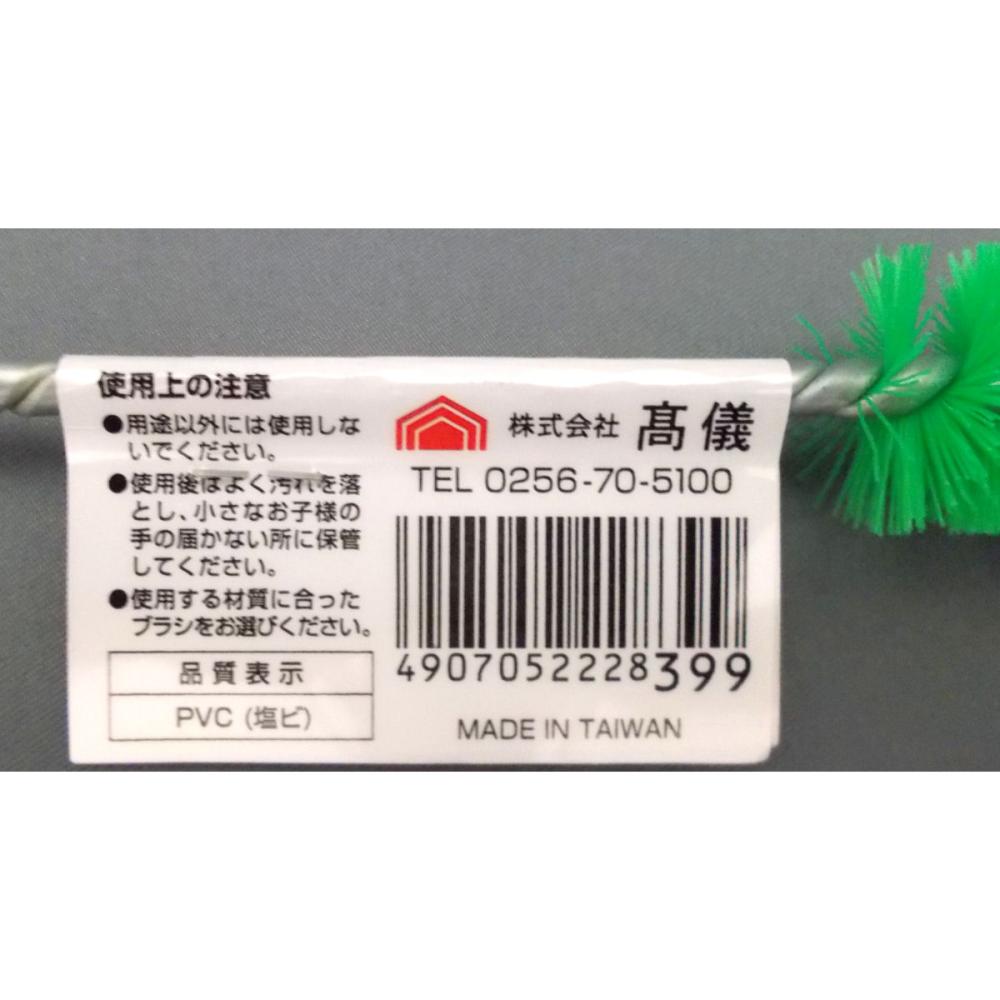 使用上の注意
●用途以外には使用しな
いでください。
●使用後はよく汚れを落
とし、小さなお子様の
手の届かない所に保管
してください。
●使用する材質に合った
ブラシをお選びください。
品質表示
PVC (塩ビ)
株式会社 髙儀
TEL 0256-70-5100
4907052228399
MADE IN TAIWAN